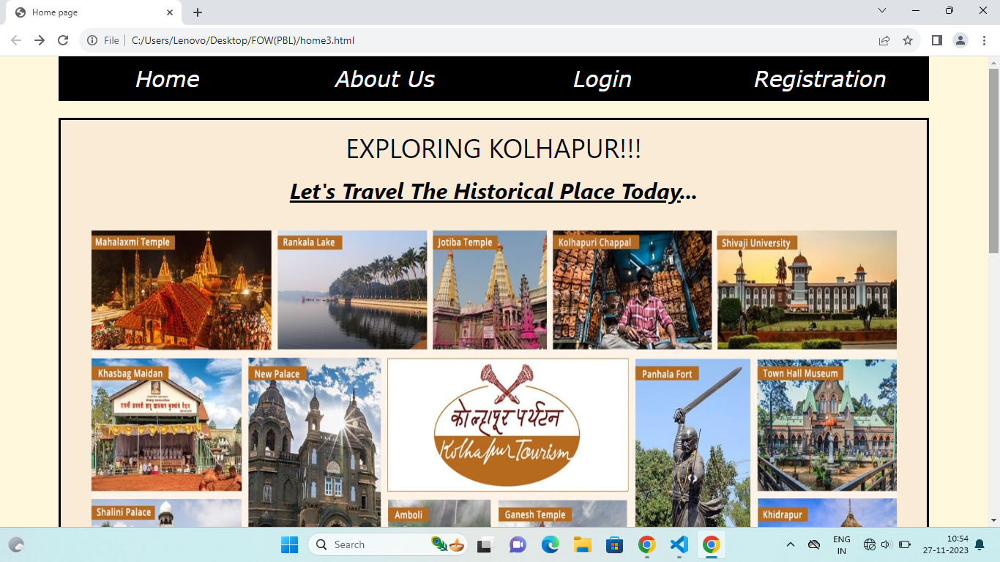 Home page
File
C:/Users/Lenovo/Desktop/FOW(PBL)/home3.html
Home About Us Login Registration
EXPLORING KOLHAPUR!!!
Let's Travel The Historical Place Today...
Mahalaxmi Temple
Rankala Lake
Jotiba Temple
Kolhapuri Chappal
Shivaji University
Khasbag Maidan
New Palace
कोल्हापूर पर्यटन
Kolhapur Tourism
Panhala Fort
Town Hall Museum
Shalini Palace
Amboli
Ganesh Temple
Khidrapur
Search
ENG
IN
10:54
27-11-2023